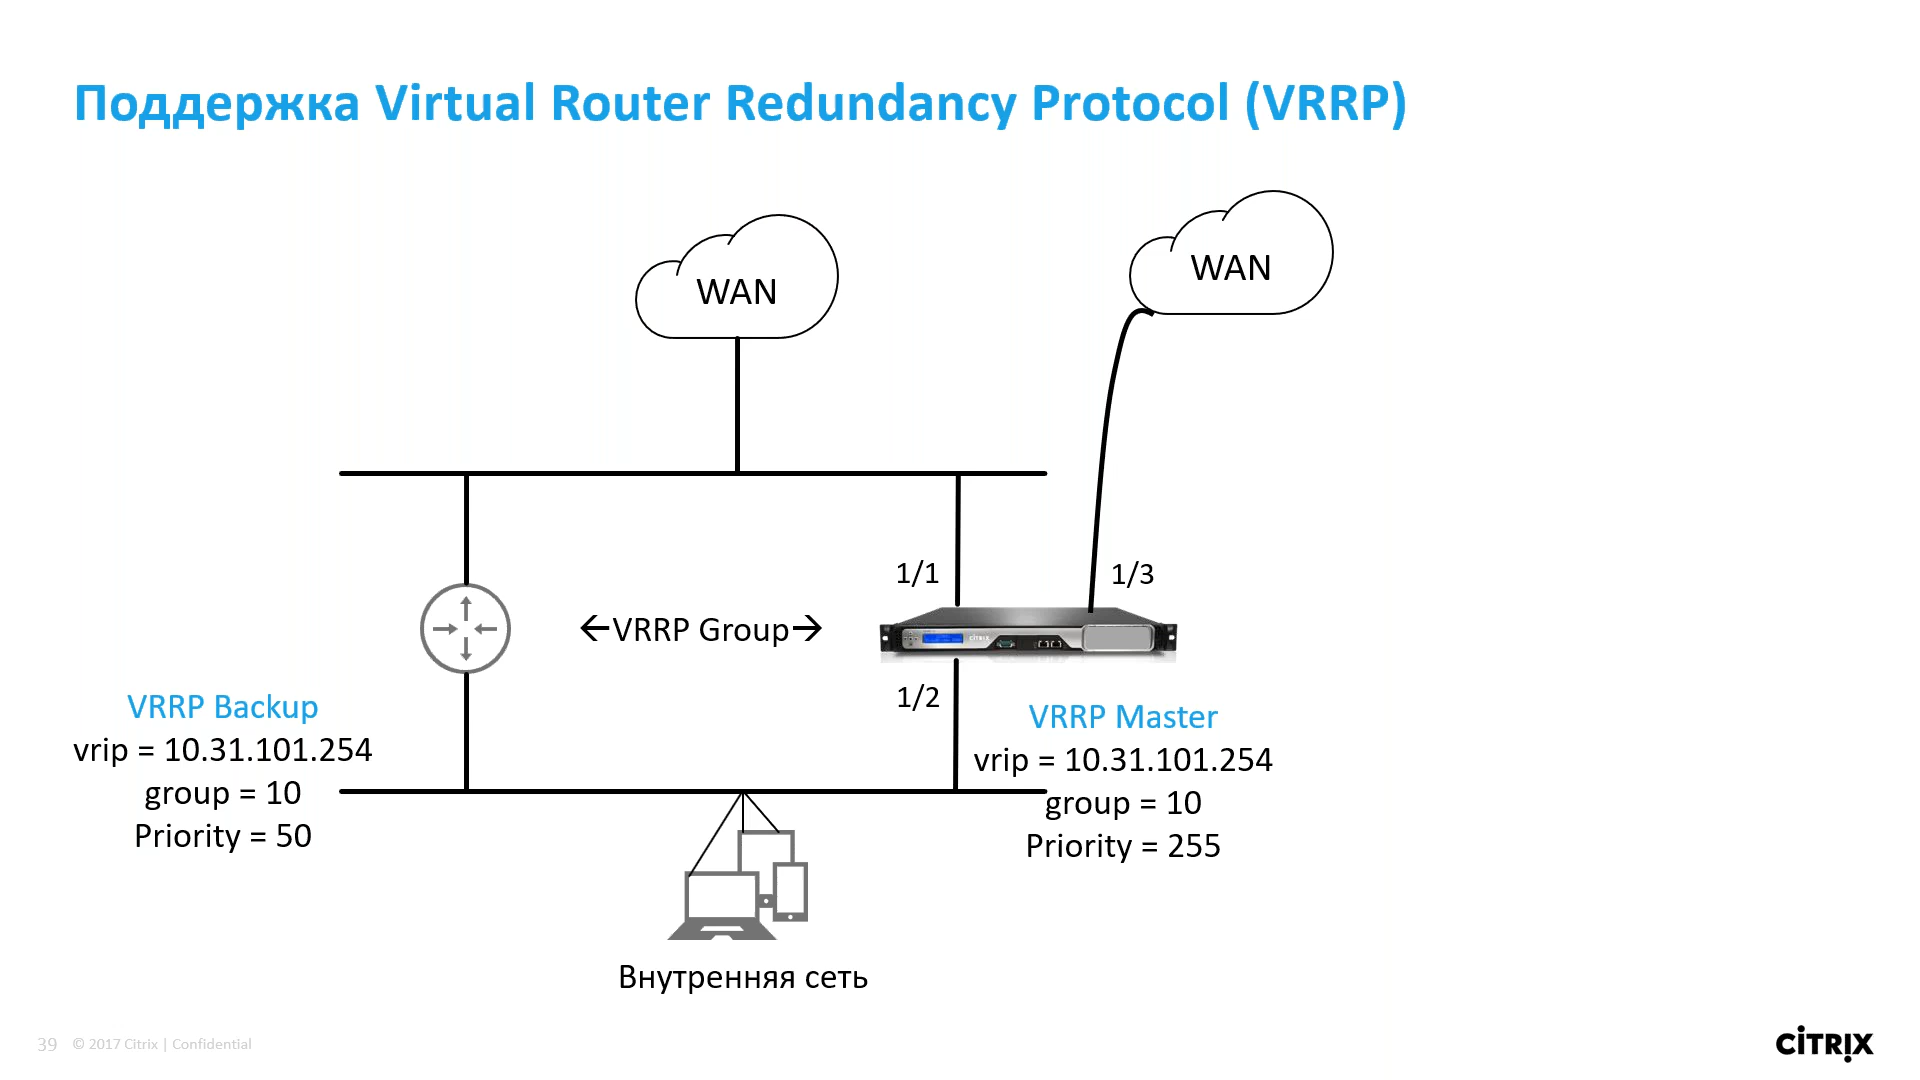 Поддержка Virtual Router Redundancy Protocol (VRRP)
WAN
WAN
1/1
1/3
←VRRP Group→
CITRIX
1/2
VRRP Backup
vrip = 10.31.101.254
group = 10
Priority = 50
VRRP Master
vrip = 10.31.101.254
group = 10
Priority = 255
Внутренняя сеть
39 © 2017 Citrix | Confidential
CITRIX